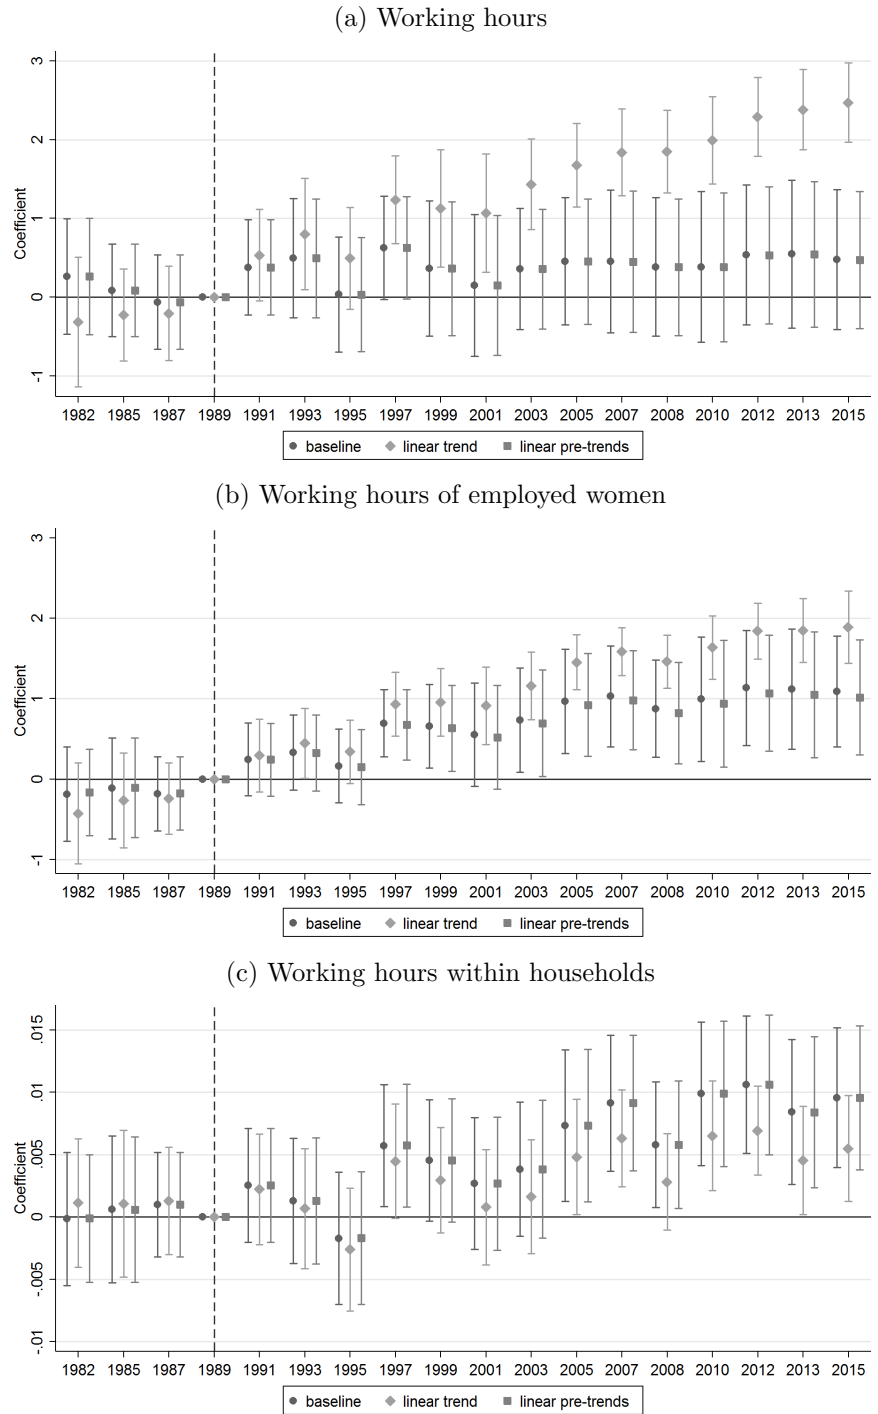 (a) Working hours
3
2
1
0
-1
Coefficient
1982 1985 1987 1989 1991 1993 1995 1997 1999 2001 2003 2005 2007 2008 2010 2012 2013 2015
baseline linear trend linear pre-trends
(b) Working hours of employed women
3
2
1
0
-1
Coefficient
1982 1985 1987 1989 1991 1993 1995 1997 1999 2001 2003 2005 2007 2008 2010 2012 2013 2015
baseline linear trend linear pre-trends
(c) Working hours within households
.015
.01
.005
0
-.005
-.01
Coefficient
1982 1985 1987 1989 1991 1993 1995 1997 1999 2001 2003 2005 2007 2008 2010 2012 2013 2015
baseline linear trend linear pre-trends